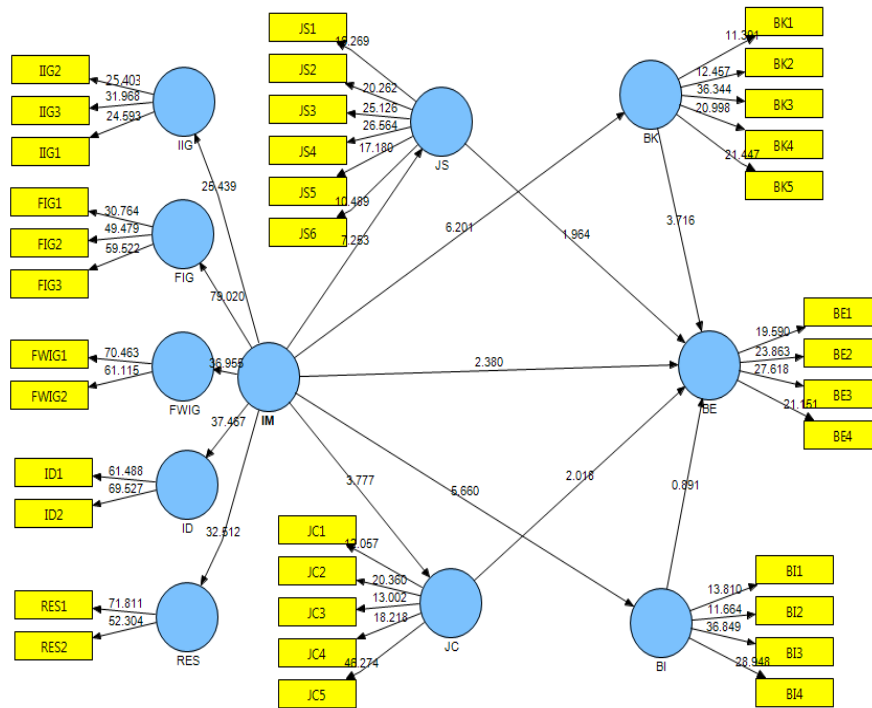 JS1
BK1
18.269
11.391
IIG2
JS2
BK2
25.403
20.262
12.457
IIG3
31.968
JS3
25.126
36.344
BK3
24.593
26.564
20.998
IIG1
IIG
JS4
17.180
JS
BK
BK4
JS5
21.447
BK5
25.439
FIG1
30.764
JS6
10.489
7.253
6.201
1.964
3.716
FIG2
49.479
59.522
FIG3
FIG
79.020
BE1
19.590
FWIG1
70.463
36.955
2.380
23.863
BE2
61.115
27.618
FWIG2
BE3
FWIG
IM
BE
21.151
BE4
37.467
ID1
61.488
3.777
5.660
2.018
0.891
69.527
ID2
ID
32.512
JC1
12.057
BI1
JC2
20.360
13.810
RES1
71.811
13.002
11.664
BI2
JC3
18.218
36.849
52.304
RES2
JC4
BI3
RES
46.274
JC
BI
28.948
JC5
BI4